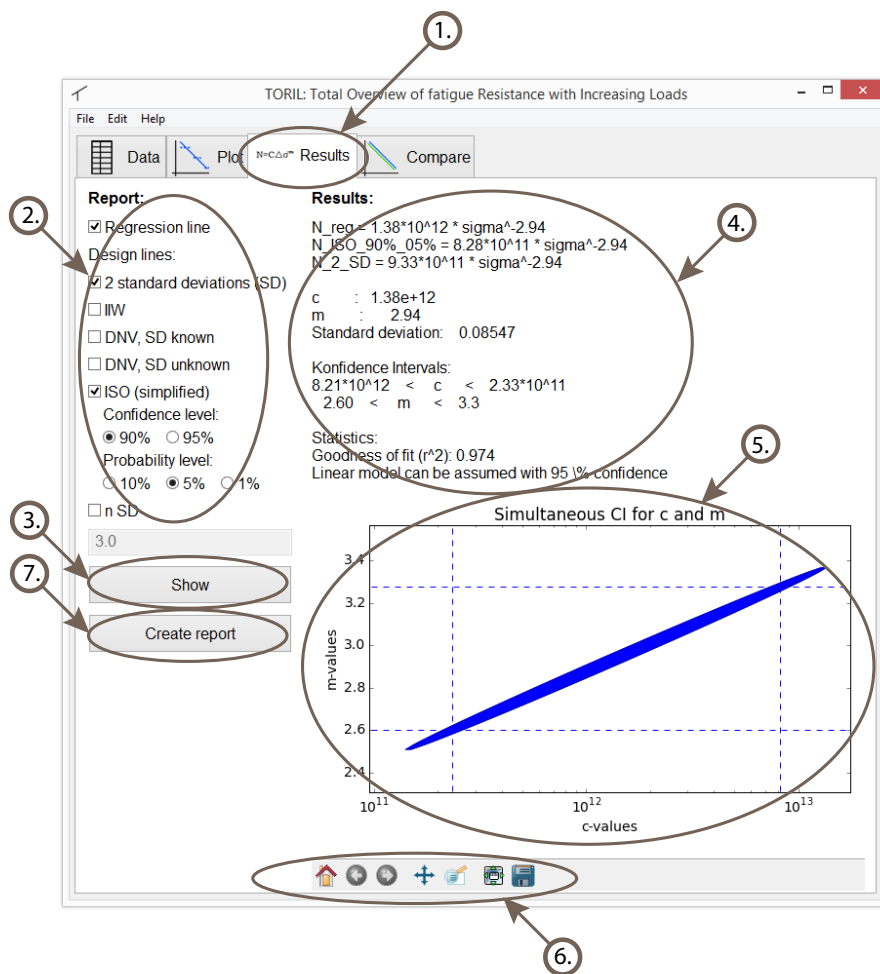 1.
TORIL: Total Overview of fatigue Resistance with Increasing Loads
File Edit Help
Data Plot N=CΔσᵐ Results Compare
2.
Report:
Regression line
Design lines:
2 standard deviations (SD)
IIW
DNV, SD known
DNV, SD unknown
ISO (simplified)
Confidence level:
90% 95%
Probability level:
10% 5% 1%
n SD
3.0
3.
Show
7.
Create report
Results:
4.
N_reg = 1.38*10^12 * sigma^-2.94
N_ISO_90%_05% = 8.28*10^11 * sigma^-2.94
N_2_SD = 9.33*10^11 * sigma^-2.94
c : 1.38e+12
m : 2.94
Standard deviation: 0.08547
Konfidence Intervals:
8.21*10^12 < c < 2.33*10^11
2.60 < m < 3.3
Statistics:
Goodness of fit (r^2): 0.974
Linear model can be assumed with 95 \% confidence
5.
Simultaneous CI for c and m
m-values
3.4
3.2
3.0
2.8
2.6
2.4
10¹¹ 10¹² 10¹³
c-values
6.